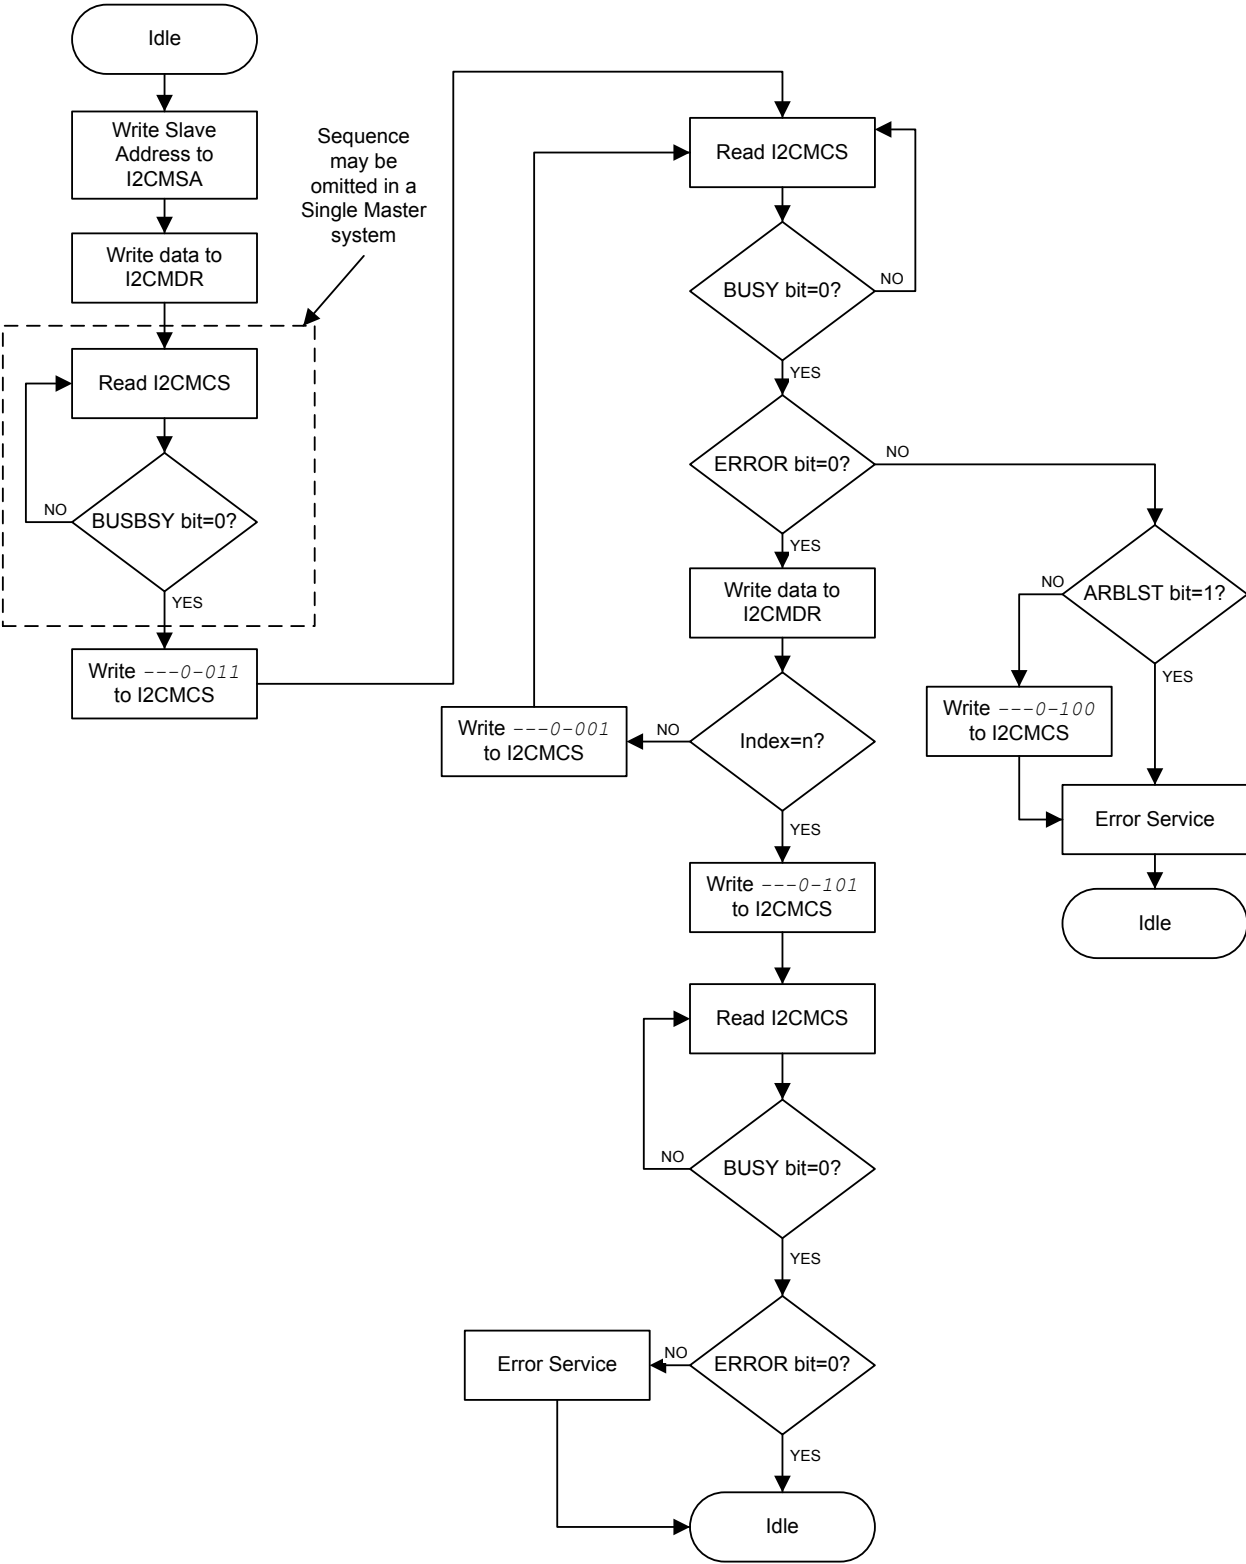 Idle
Write Slave
Address to
I2CMSA
Write data to
I2CMDR
Sequence
may be
omitted in a
Single Master
system
Read I2CMCS
BUSBSY bit=0?
NO
YES
Write ---0-011
to I2CMCS
Read I2CMCS
BUSY bit=0?
NO
YES
ERROR bit=0?
NO
YES
Write data to
I2CMDR
Index=n?
NO
Write ---0-001
to I2CMCS
YES
ARBLST bit=1?
NO
YES
Write ---0-100
to I2CMCS
Error Service
Idle
Write ---0-101
to I2CMCS
Read I2CMCS
BUSY bit=0?
NO
YES
ERROR bit=0?
NO
Error Service
YES
Idle